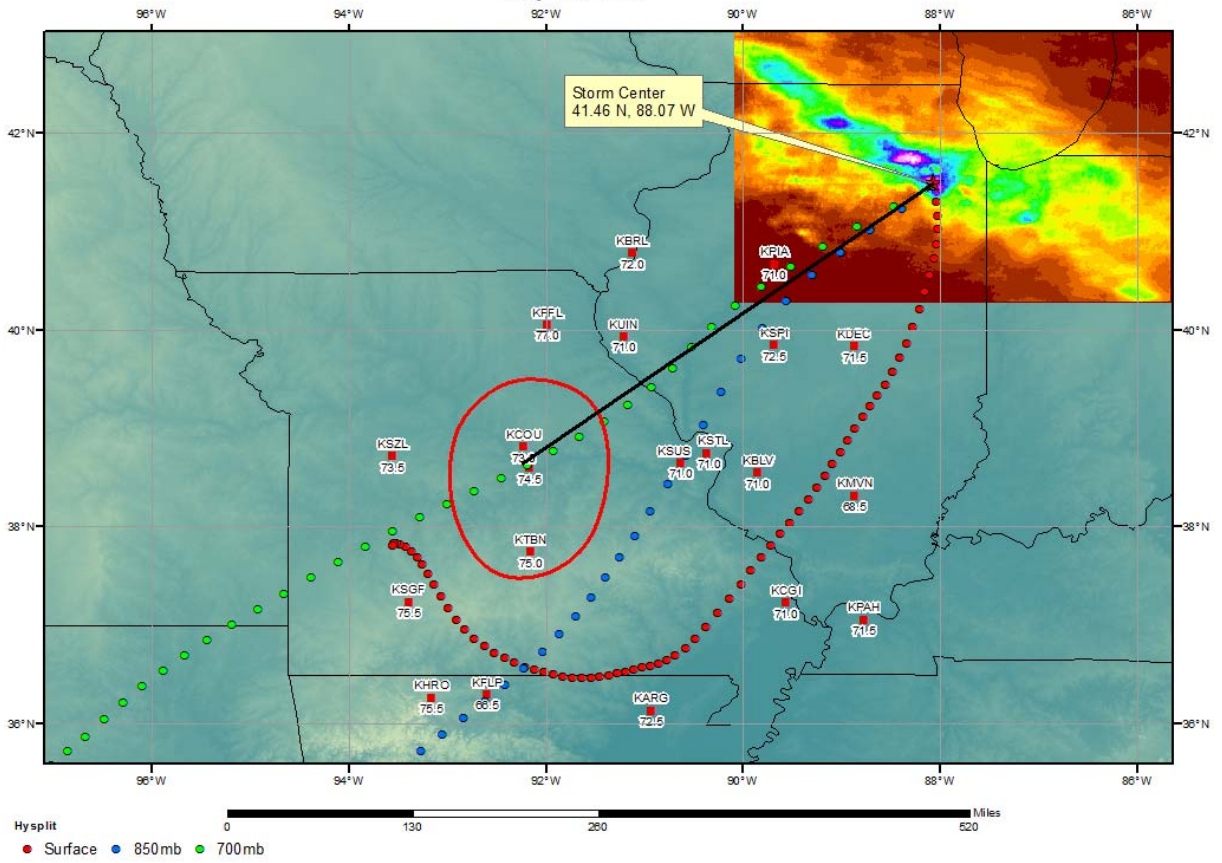 96°W 94°W 92°W 90°W 88°W 86°W
Storm Center
41.46 N, 88.07 W
42°N 42°N
KBRL
72.0
KPIA
71.0
KFFL
77.0
KUIN
71.0
KSPI
72.5
KDEC
71.5
40°N 40°N
KSZL
73.5
KCOU
74.5
KSUS
71.0
KSTL
71.0
KBLV
71.0
KMVN
68.5
38°N 38°N
KTBN
75.0
KSGF
75.5
KCGI
71.0
KPAH
71.5
KHRO
75.5
KFLP
66.5
KARG
72.5
36°N 36°N
96°W 94°W 92°W 90°W 88°W 86°W
Miles
0 130 260 520
Hysplit
Surface 850mb 700mb